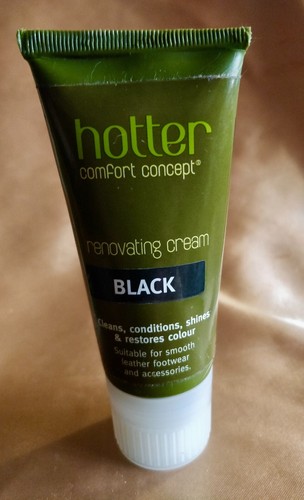 hotter
comfort concept®
renovating cream
BLACK
Cleans, conditions, shines
& restores colour
Suitable for smooth
leather footwear
and accessories.